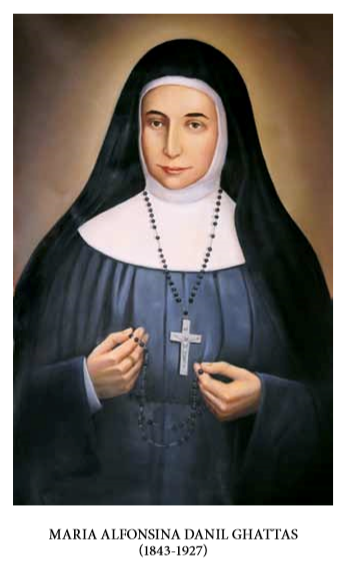 MARIA ALFONSINA DANIL GHATTAS
(1843-1927)